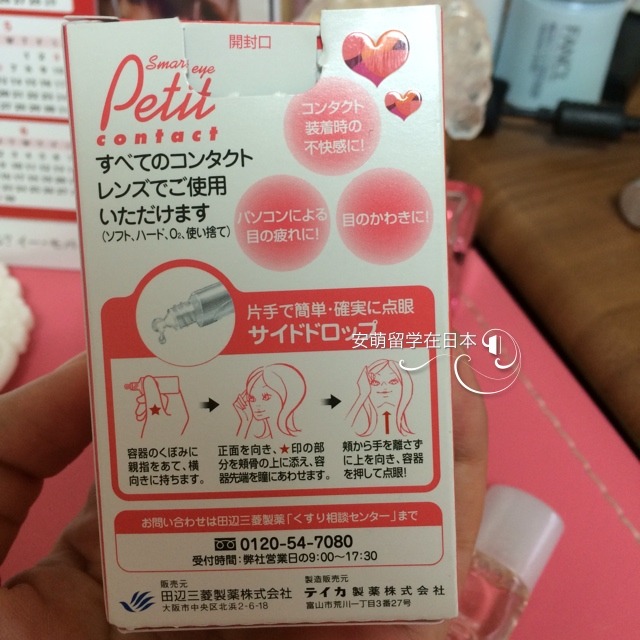 開封口
Smart eye
Petit
contact
すべてのコンタクト
レンズでご使用
いただけます
(ソフト、ハード、O₂、使い捨て)
コンタクト
装着時の
不快感に!
パソコンによる
目の疲れに!
目のかわきに!
片手で簡単・確実に点眼
サイドドロップ
安萌留学在日本
容器のくぼみに
親指をあて、横
向きに持ちます。
正面を向き、★印の部
分を頬骨の上に添え、容
器先端を瞳にあわせます。
頬から手を離さず
に上を向き、容器
を押して点眼!
お問い合わせは田辺三菱製薬「くすり相談センター」まで
0120-54-7080
受付時間:弊社営業日の9:00〜17:30
販売元
田辺三菱製薬株式会社
大阪市中央区北浜2-6-18
製造販売元
テイカ製薬株式会社
富山市荒川一丁目3番27号
FANCL